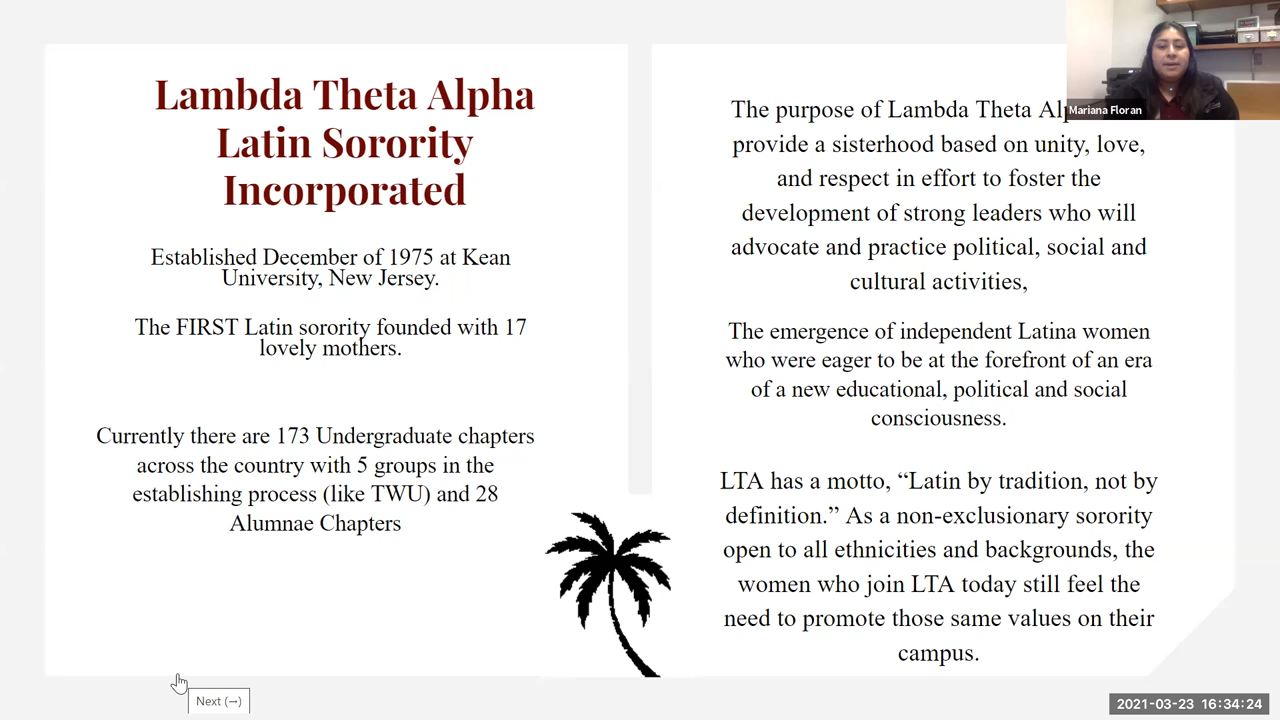 Lambda Theta Alpha
Latin Sorority
Incorporated
Established December of 1975 at Kean
University, New Jersey.
The FIRST Latin sorority founded with 17
lovely mothers.
Currently there are 173 Undergraduate chapters
across the country with 5 groups in the
establishing process (like TWU) and 28
Alumnae Chapters
The purpose of Lambda Theta
provide a sisterhood based on unity, love,
and respect in effort to foster the
development of strong leaders who will
advocate and practice political, social and
cultural activities,
The emergence of independent Latina women
who were eager to be at the forefront of an era
of a new educational, political and social
consciousness.
LTA has a motto, “Latin by tradition, not by
definition.” As a non-exclusionary sorority
open to all ethnicities and backgrounds, the
women who join LTA today still feel the
need to promote those same values on their
campus.
Mariana Floran
Next (→)
2021-03-23 16:34:24